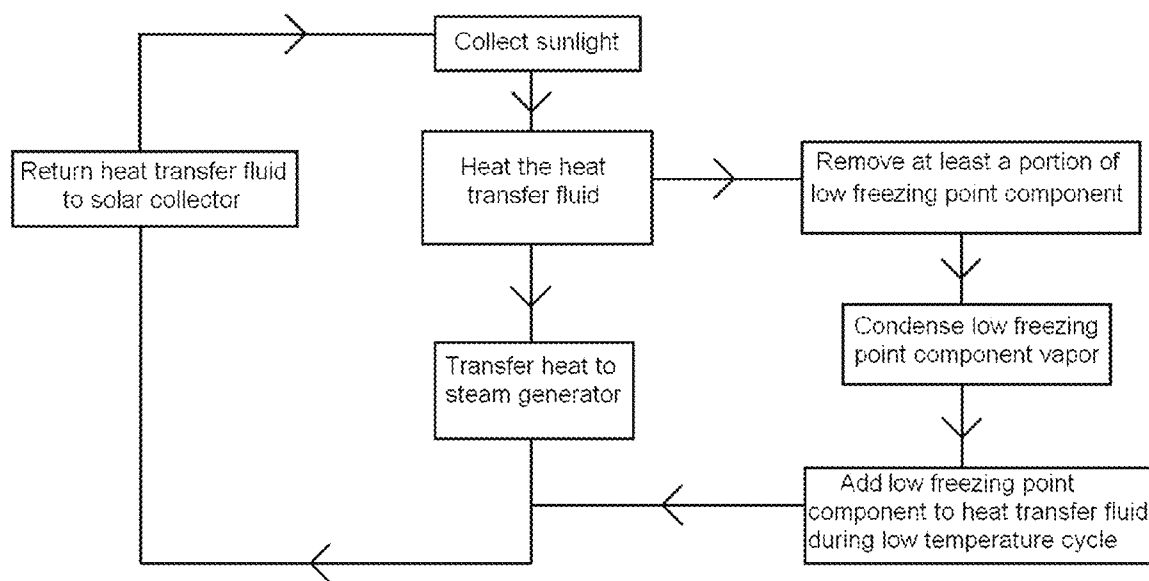 Collect sunlight
Return heat transfer fluid
to solar collector
Heat the heat
transfer fluid
Remove at least a portion of
low freezing point component
Condense low freezing
point component vapor
Transfer heat to
steam generator
Add low freezing point
component to heat transfer fluid
during low temperature cycle